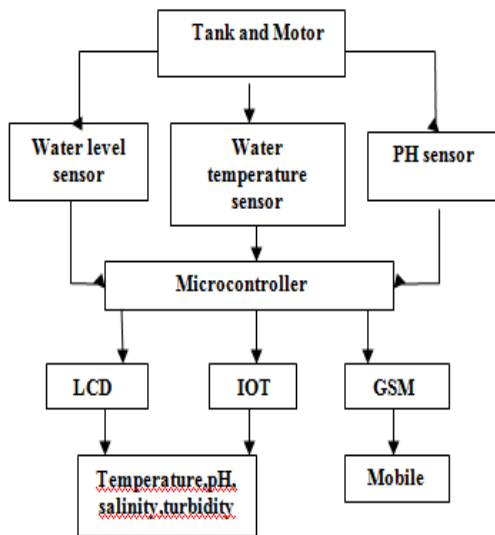 Tank and Motor
Water level
sensor
Water
temperature
sensor
PH sensor
Microcontroller
LCD
IOT
GSM
Temperature,pH,
salinity,turbidity
Mobile